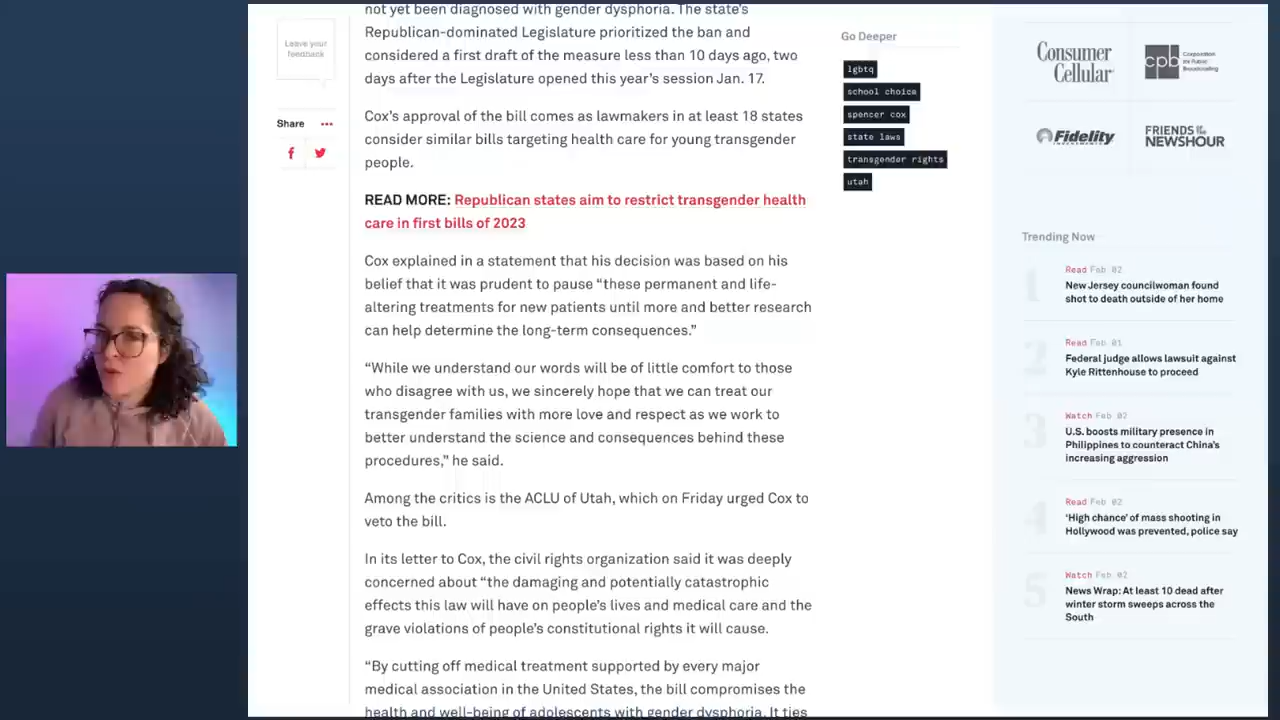 not yet been diagnosed with gender dysphoria. The state's
Republican-dominated Legislature prioritized the ban and
considered a first draft of the measure less than 10 days ago, two
days after the Legislature opened this year's session Jan. 17.
Cox's approval of the bill comes as lawmakers in at least 18 states
consider similar bills targeting health care for young transgender
people.
READ MORE: Republican states aim to restrict transgender health
care in first bills of 2023
Cox explained in a statement that his decision was based on his
belief that it was prudent to pause “these permanent and life-
altering treatments for new patients until more and better research
can help determine the long-term consequences.”
“While we understand our words will be of little comfort to those
who disagree with us, we sincerely hope that we can treat our
transgender families with more love and respect as we work to
better understand the science and consequences behind these
procedures,” he said.
Among the critics is the ACLU of Utah, which on Friday urged Cox to
veto the bill.
In its letter to Cox, the civil rights organization said it was deeply
concerned about “the damaging and potentially catastrophic
effects this law will have on people's lives and medical care and the
grave violations of people's constitutional rights it will cause.
“By cutting off medical treatment supported by every major
medical association in the United States, the bill compromises the
health and well-being of adolescents with gender dysphoria. It ties
Leave your
feedback
Share
Go Deeper
lgbtq
school choice
spencer cox
state laws
transgender rights
utah
Consumer
Cellular
cpb
Corporation
for Public
Broadcasting
Fidelity
INVESTMENTS
FRIENDS OF THE
NEWSHOUR
Trending Now
1
Read Feb 02
New Jersey councilwoman found
shot to death outside of her home
2
Read Feb 01
Federal judge allows lawsuit against
Kyle Rittenhouse to proceed
3
Watch Feb 02
U.S. boosts military presence in
Philippines to counteract China's
increasing aggression
4
Read Feb 02
‘High chance’ of mass shooting in
Hollywood was prevented, police say
5
Watch Feb 02
News Wrap: At least 10 dead after
winter storm sweeps across the
South